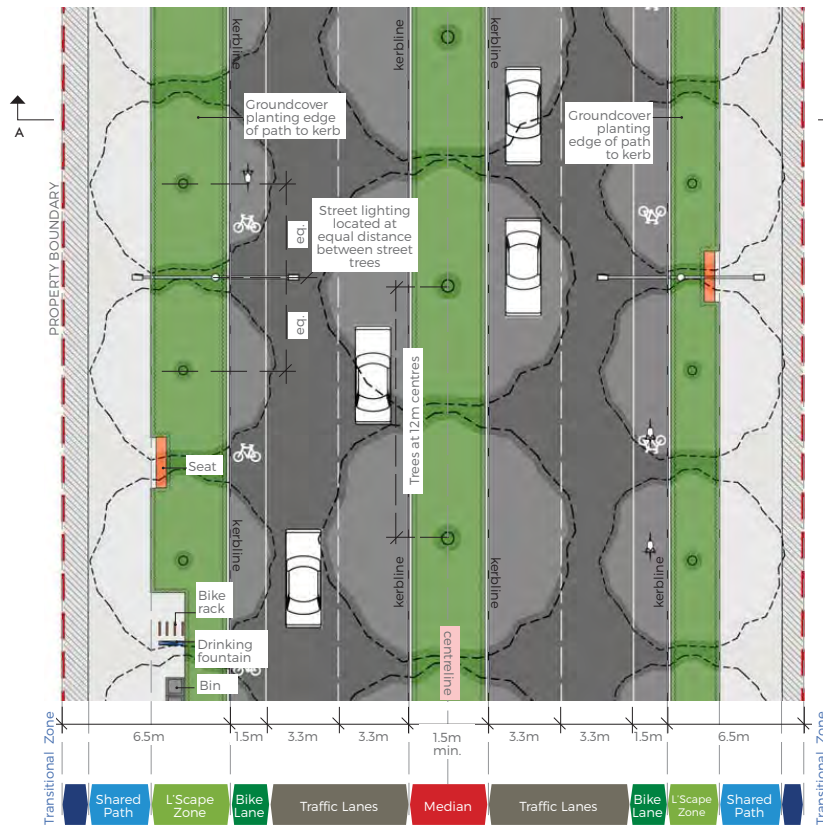 kerbline
kerbline
kerbline
Groundcover
planting edge
of path to kerb
Groundcover
planting edge
of path to kerb
A
PROPERTY BOUNDARY
Street lighting
located at
equal distance
between street
trees
eq.
eq.
Trees at 12m centres
Seat
kerbline
kerbline
kerbline
kerbline
Bike
rack
Drinking
fountain
Bin
centreline
6.5m
1.5m
3.3m
3.3m
1.5m
min.
3.3m
3.3m
1.5m
6.5m
Transitional Zone
Shared
Path
L'Scape
Zone
Bike
Lane
Traffic Lanes
Median
Traffic Lanes
Bike
Lane
L'Scape
Zone
Shared
Path
Transitional Zone